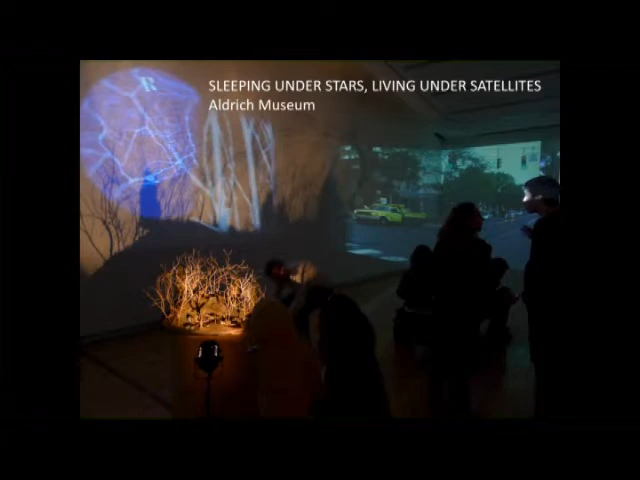 SLEEPING UNDER STARS, LIVING UNDER SATELLITES
Aldrich Museum
R